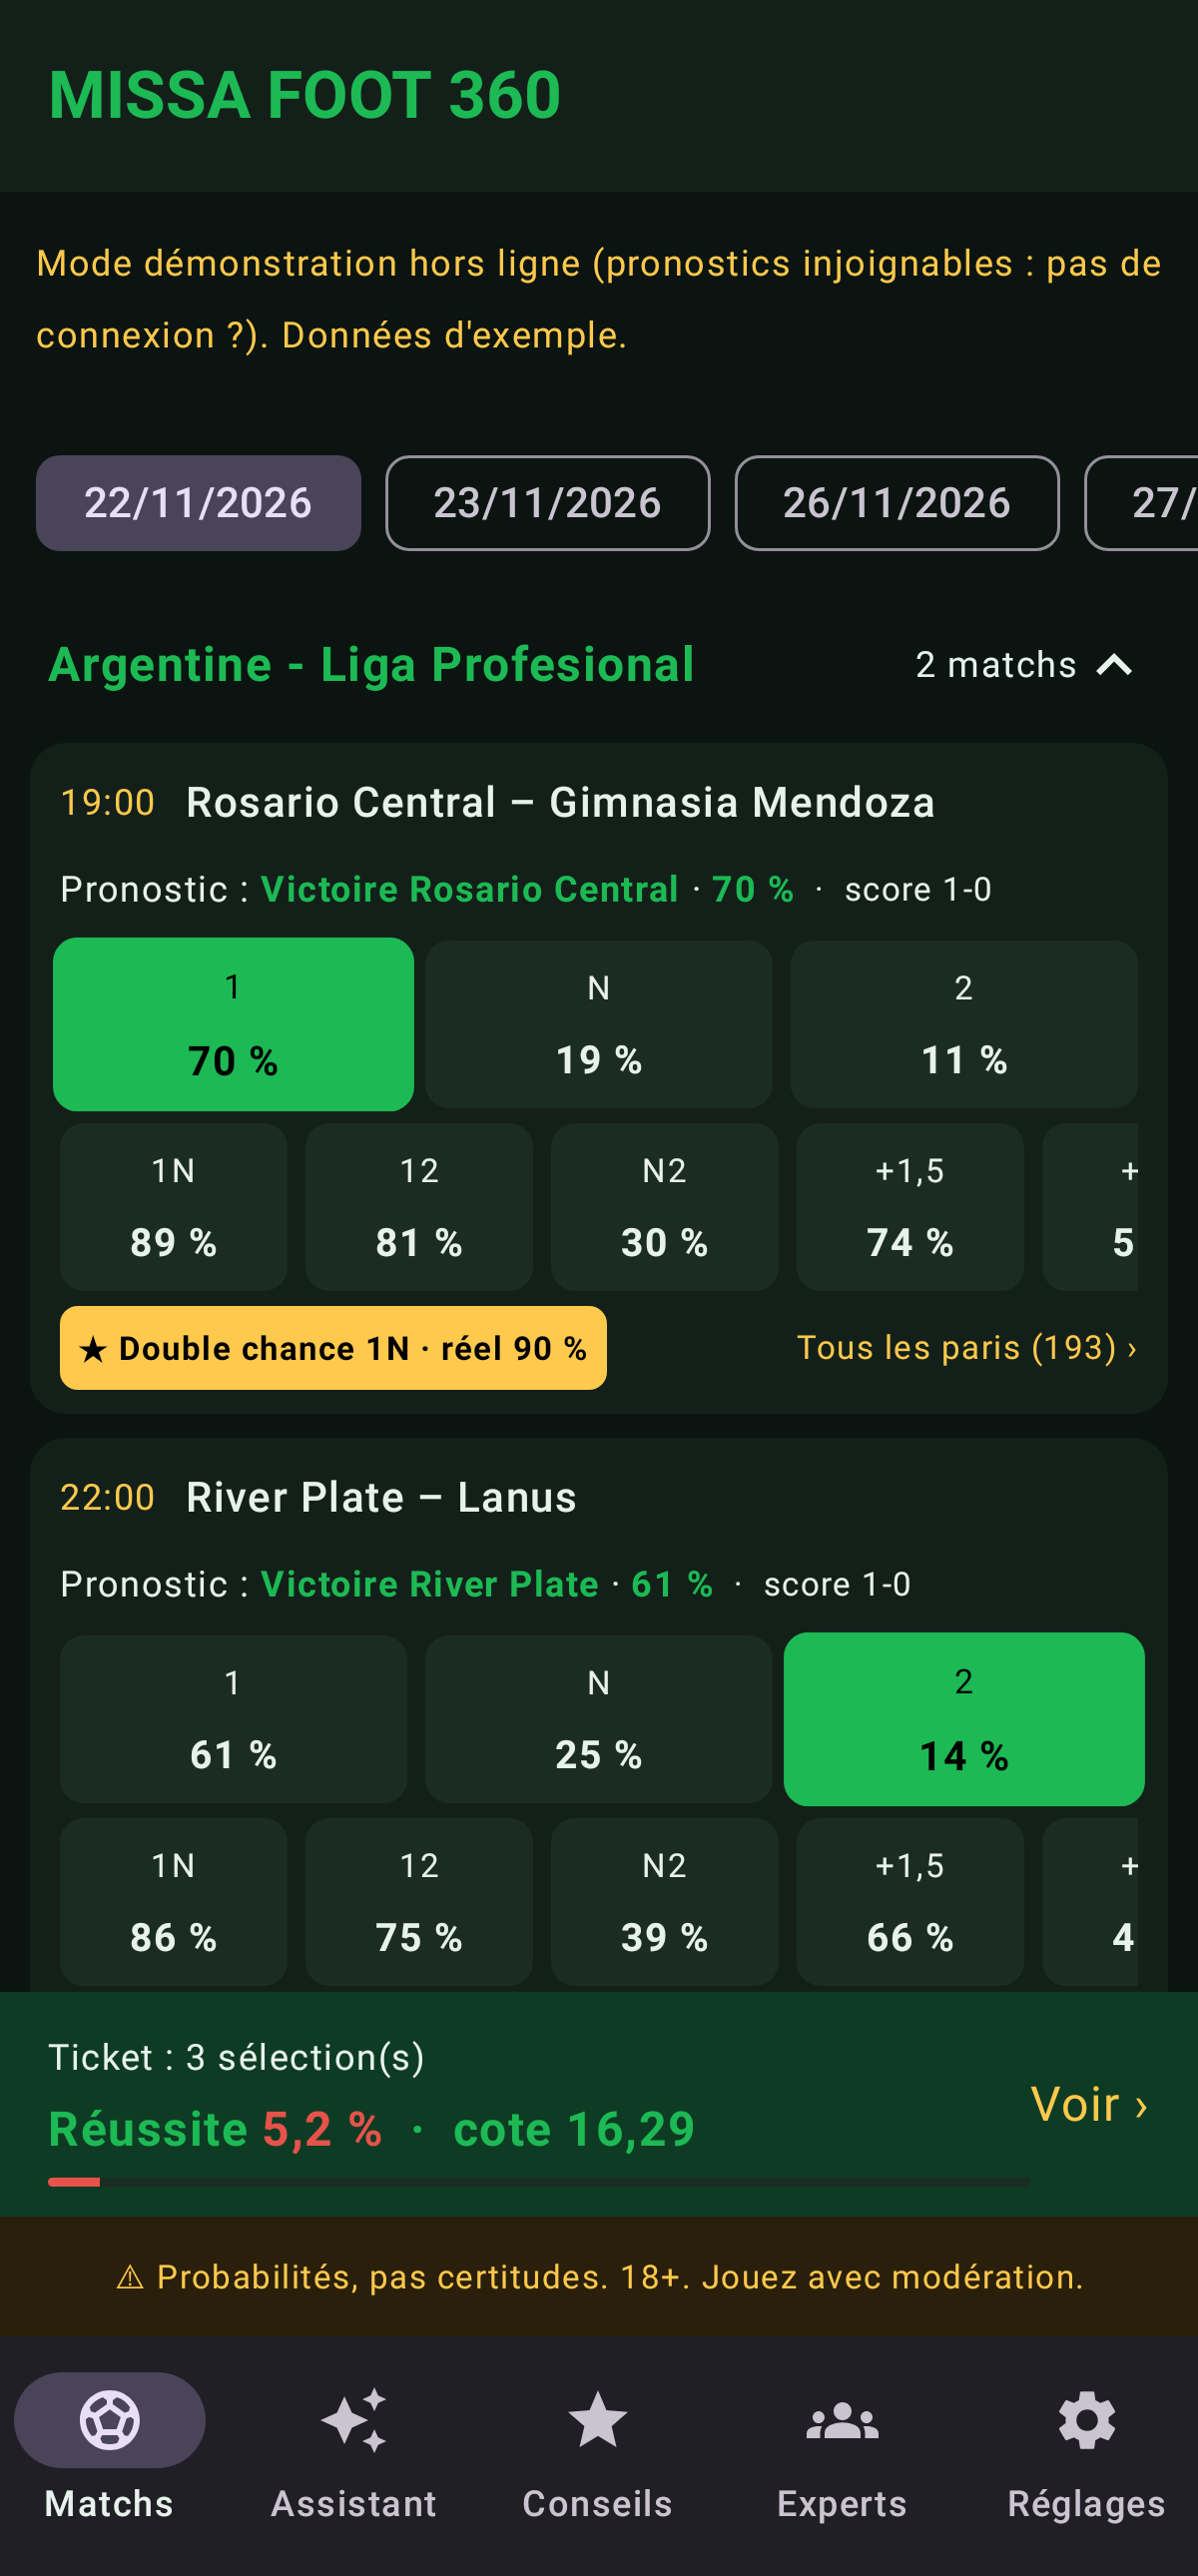 MISSA FOOT 360
Mode démonstration hors ligne (pronostics injoignables : pas de
connexion ?). Données d'exemple.
22/11/2026 23/11/2026 26/11/2026 27/
Argentine - Liga Profesional 2 matchs
19:00 Rosario Central – Gimnasia Mendoza
Pronostic : Victoire Rosario Central · 70 % · score 1-0
1 N 2
70 % 19 % 11 %
1N 12 N2 +1,5 +
89 % 81 % 30 % 74 % 5
★ Double chance 1N · réel 90 % Tous les paris (193) ›
22:00 River Plate – Lanus
Pronostic : Victoire River Plate · 61 % · score 1-0
1 N 2
61 % 25 % 14 %
1N 12 N2 +1,5 +
86 % 75 % 39 % 66 % 4
Ticket : 3 sélection(s)
Réussite 5,2 % · cote 16,29
Voir ›
⚠ Probabilités, pas certitudes. 18+. Jouez avec modération.
Matchs Assistant Conseils Experts Réglages